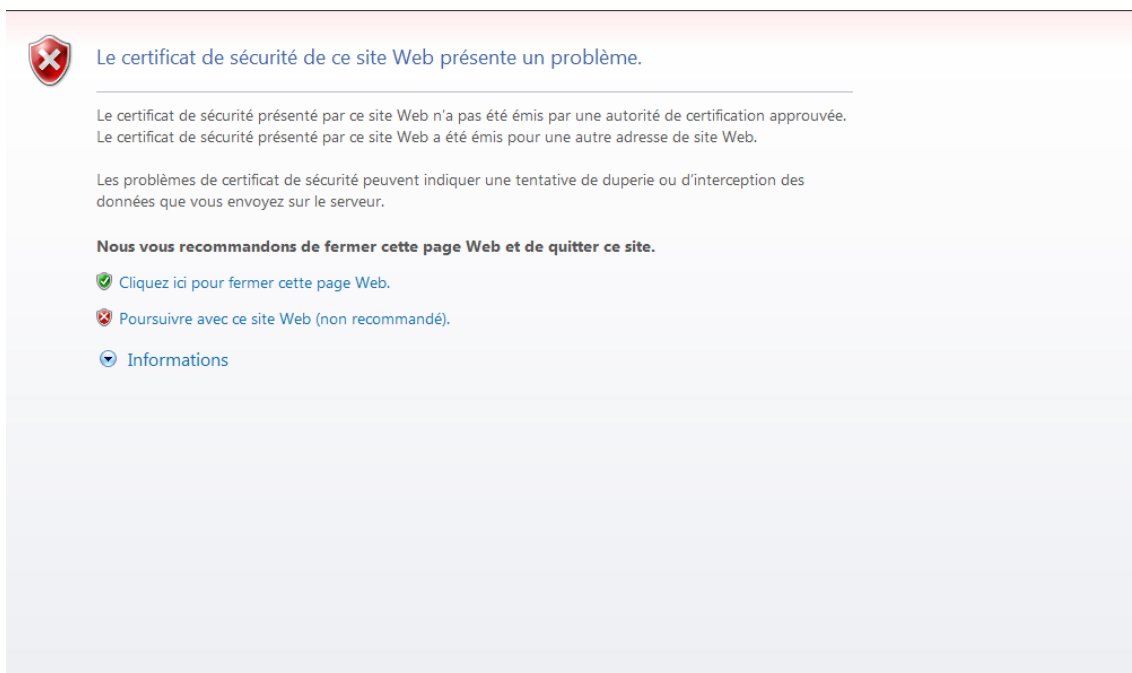 Le certificat de sécurité de ce site Web présente un problème.
Le certificat de sécurité présenté par ce site Web n'a pas été émis par une autorité de certification approuvée.
Le certificat de sécurité présenté par ce site Web a été émis pour une autre adresse de site Web.
Les problèmes de certificat de sécurité peuvent indiquer une tentative de duperie ou d'interception des
données que vous envoyez sur le serveur.
Nous vous recommandons de fermer cette page Web et de quitter ce site.
Cliquez ici pour fermer cette page Web.
Poursuivre avec ce site Web (non recommandé).
Informations